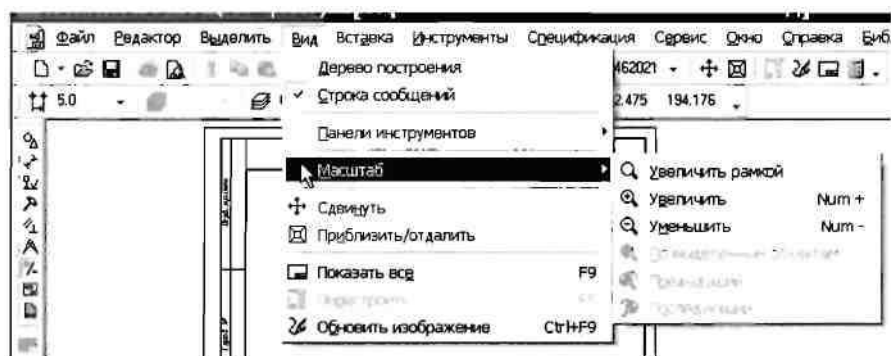 Файл Редактор Выделить Вид Вставка Инструменты Спецификация Сервис Окно Справка Биб
Дерево построения
462021
Строка сообщений
5.0
2.475 194.176
Панели инструментов
Масштаб
Увеличить рамкой
Увеличить Num +
Уменьшить Num -
Сдвинуть
Приблизить/отдалить
Показать все F9
Обновить изображение Ctrl+F9